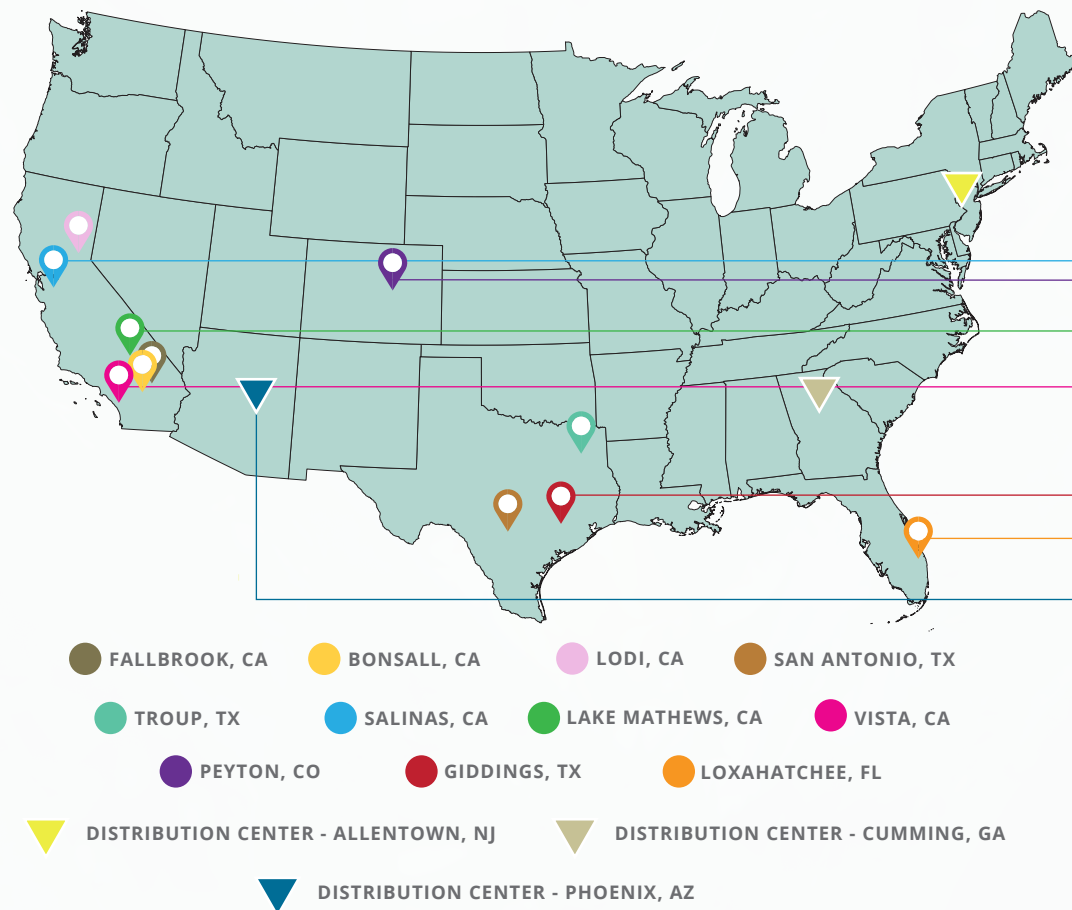 FALLBROOK, CA
BONSALL, CA
LODI, CA
SAN ANTONIO, TX
TROUP, TX
SALINAS, CA
LAKE MATHEWS, CA
VISTA, CA
PEYTON, CO
GIDDINGS, TX
LOXAHATCHEE, FL
DISTRIBUTION CENTER - ALLENTOWN, NJ
DISTRIBUTION CENTER - CUMMING, GA
DISTRIBUTION CENTER - PHOENIX, AZ